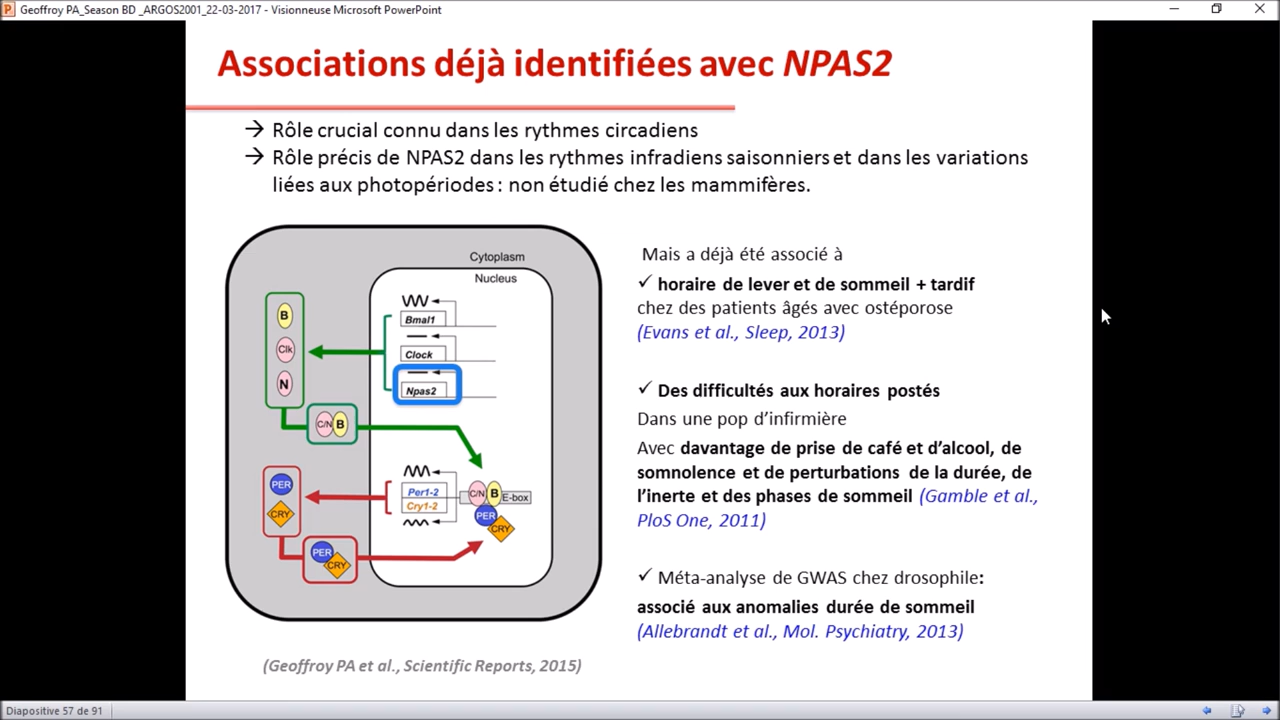 Geoffroy PA_Season BD _ARGOS2001_22-03-2017 - Visionneuse Microsoft PowerPoint
Associations déjà identifiées avec NPAS2
→ Rôle crucial connu dans les rythmes circadiens
→ Rôle précis de NPAS2 dans les rythmes infradiens saisonniers et dans les variations
liées aux photopériodes : non étudié chez les mammifères.
Cytoplasm
Nucleus
B
Clk
N
Bmal1
Clock
Npas2
C/N B
PER
CRY
Per1-2
Cry1-2
C/N B E-box
PER
CRY
PER
CRY
(Geoffroy PA et al., Scientific Reports, 2015)
Mais a déjà été associé à
✓ horaire de lever et de sommeil + tardif
chez des patients âgés avec ostéporose
(Evans et al., Sleep, 2013)
✓ Des difficultés aux horaires postés
Dans une pop d’infirmière
Avec davantage de prise de café et d’alcool, de
somnolence et de perturbations de la durée, de
l’inerte et des phases de sommeil (Gamble et al.,
PloS One, 2011)
✓ Méta-analyse de GWAS chez drosophile:
associé aux anomalies durée de sommeil
(Allebrandt et al., Mol. Psychiatry, 2013)
Diapositive 57 de 91